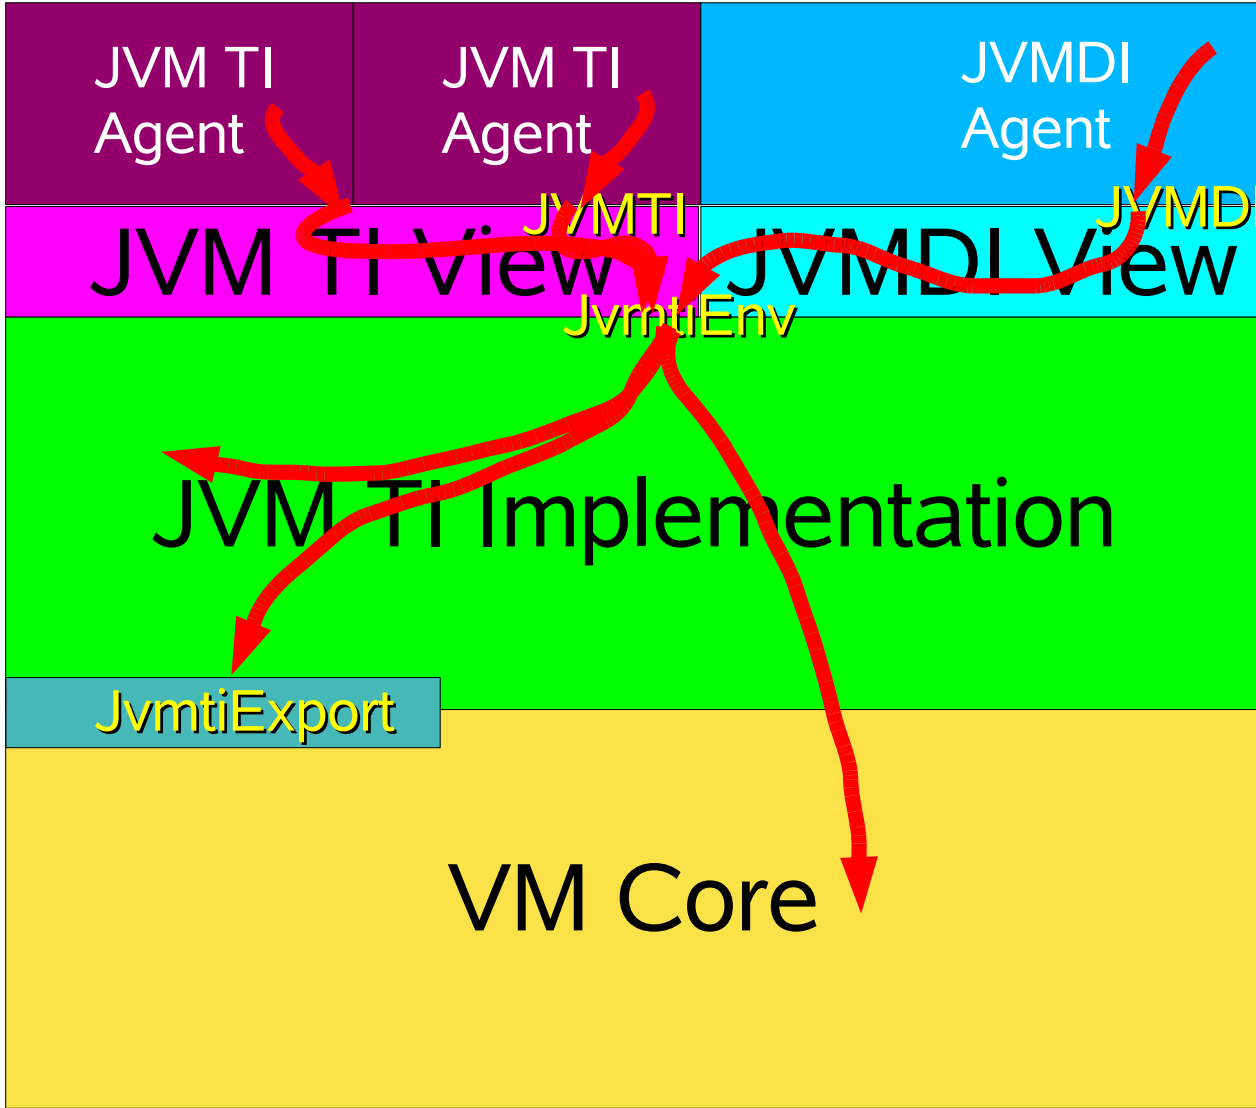 JVM TI
Agent
JVM TI
Agent
JVMDI
Agent
JVMTI
JVMD
JVM TI View
JVMDI View
JvmtiEnv
JVM TI Implementation
JvmtiExport
VM Core